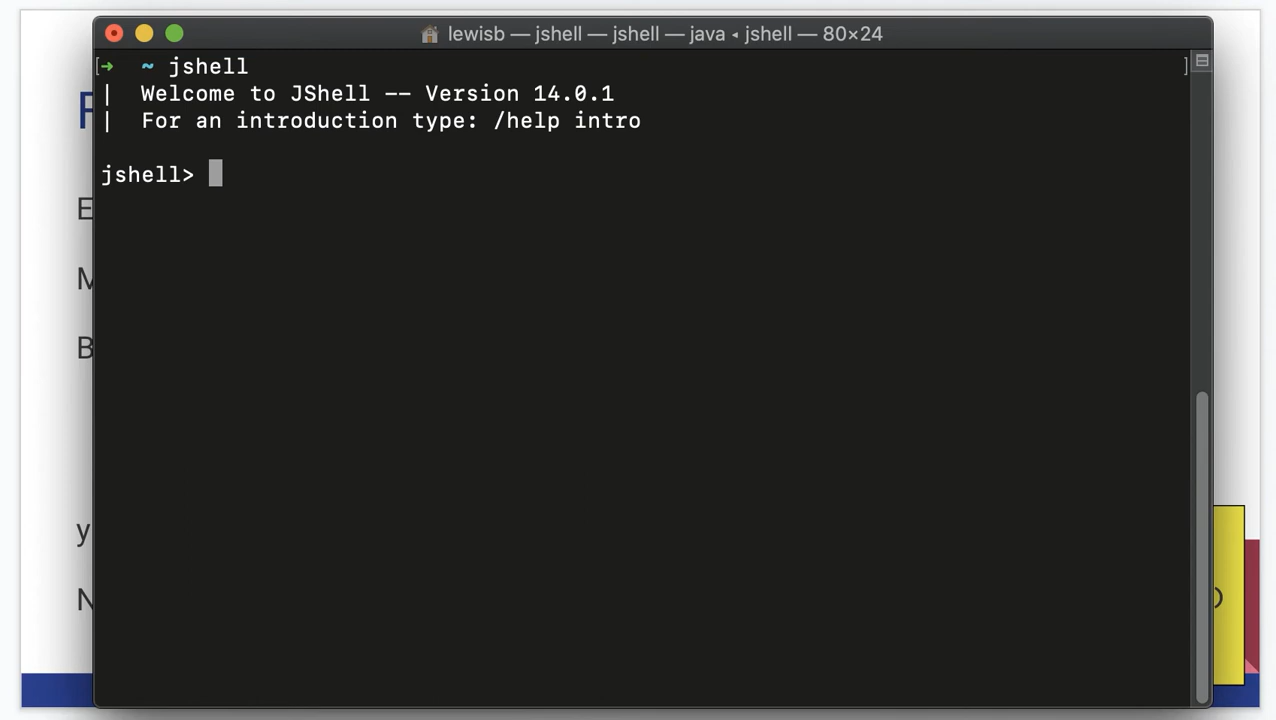 lewisb — jshell — jshell — java ◂ jshell — 80×24
[➜ ~ jshell ]
| Welcome to JShell -- Version 14.0.1
| For an introduction type: /help intro
jshell>